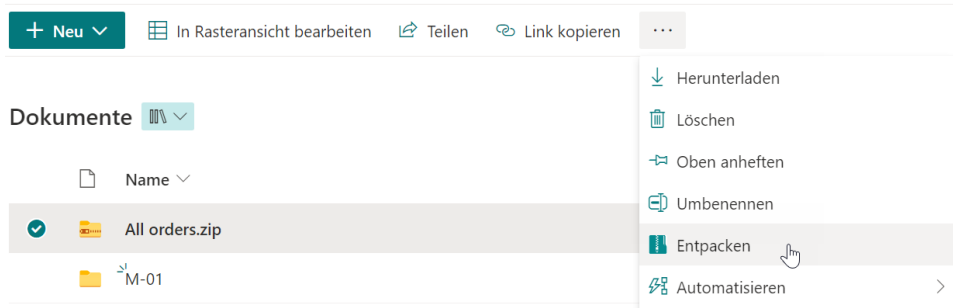 + Neu In Rasteransicht bearbeiten Teilen Link kopieren ...
Herunterladen
Dokumente
Löschen
Oben anheften
Name
Umbenennen
All orders.zip
Entpacken
M-01
Automatisieren